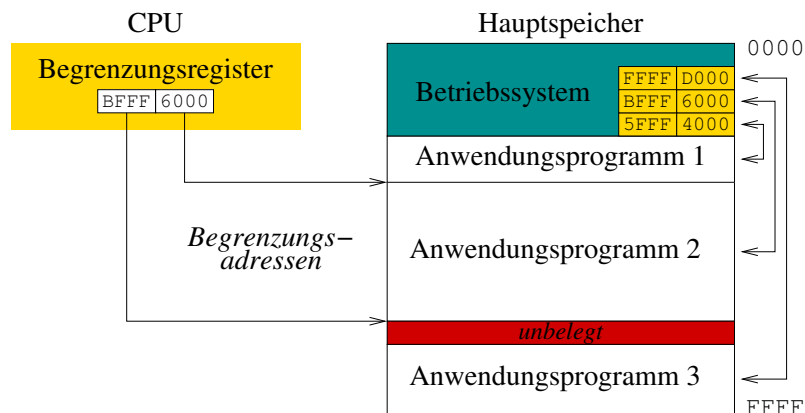 CPU
Hauptspeicher
0000
Begrenzungsregister
BFFF 6000
Betriebssystem
FFFF D000
BFFF 6000
5FFF 4000
Anwendungsprogramm 1
Begrenzungs-
adressen
Anwendungsprogramm 2
unbelegt
Anwendungsprogramm 3
FFFF